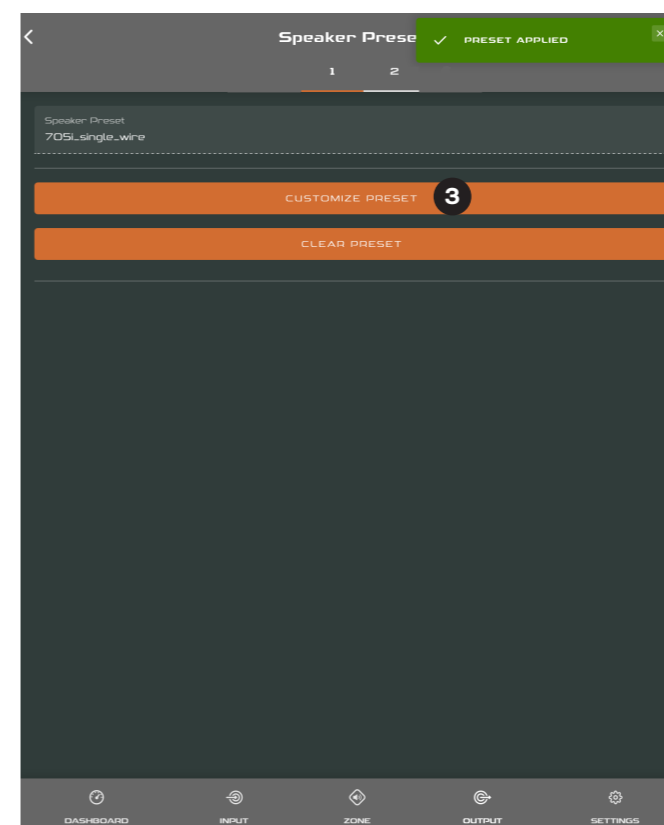 Speaker Prese
PRESET APPLIED
1 2
Speaker Preset
705i_single_wire
CUSTOMIZE PRESET 3
CLEAR PRESET
DASHBOARD INPUT ZONE OUTPUT SETTINGS